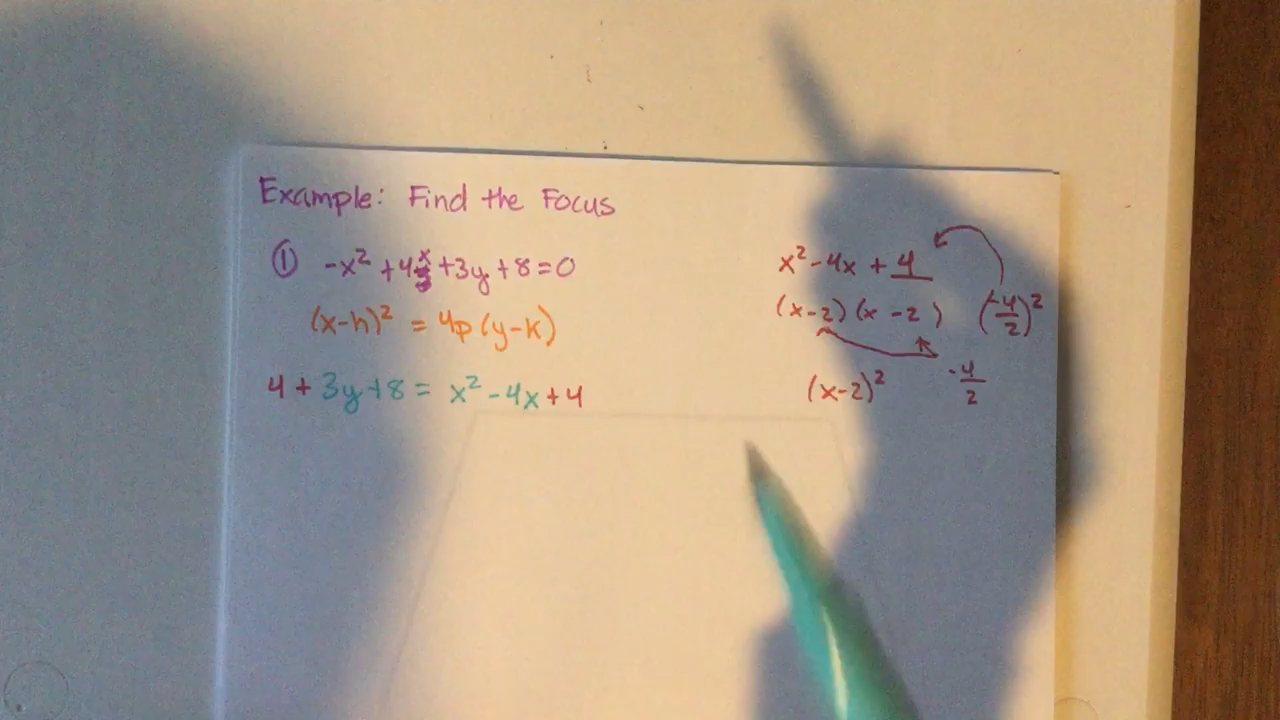 Example: Find the Focus
① -x² + 4x + 3y + 8 = 0
(x-h)² = 4p(y-k)
4 + 3y + 8 = x² - 4x + 4
x² - 4x + 4
(x-2)(x-2) (-4/2)²
(x-2)² -4/2